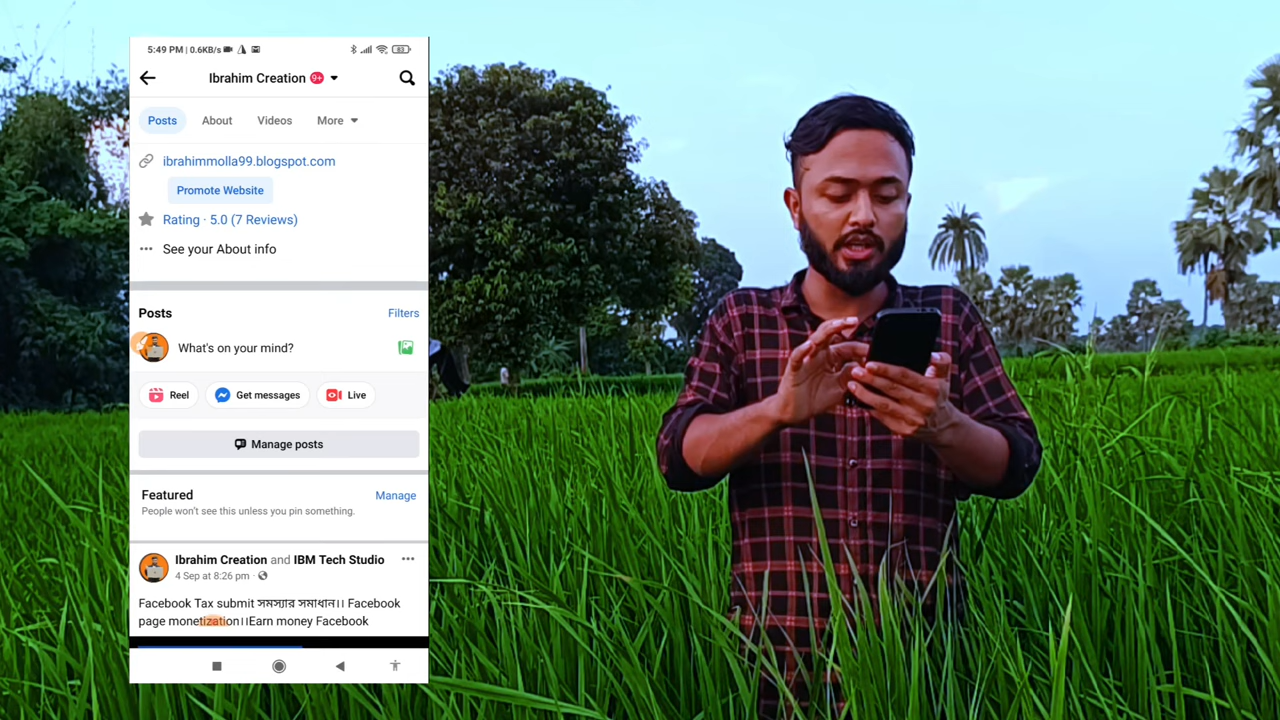 5:49 PM | 0.6KB/s
83
Ibrahim Creation 9+
Posts About Videos More
ibrahimmolla99.blogspot.com
Promote Website
Rating · 5.0 (7 Reviews)
See your About info
Posts Filters
What's on your mind?
Reel Get messages Live
Manage posts
Featured Manage
People won't see this unless you pin something.
Ibrahim Creation and IBM Tech Studio
4 Sep at 8:26 pm ·
Facebook Tax submit সমস্যার সমাধান।। Facebook
page monetization।।Earn money Facebook